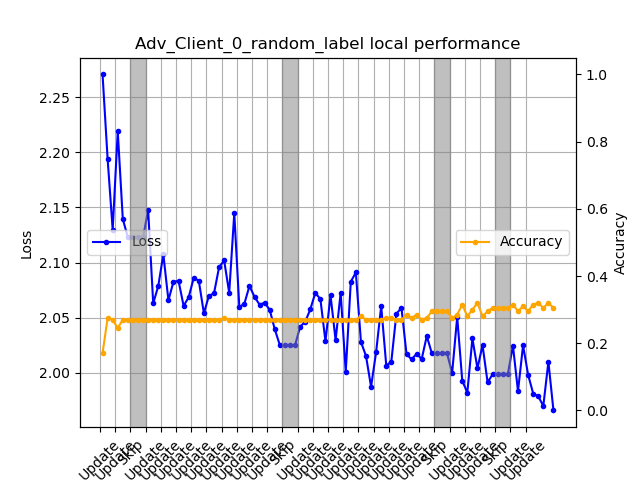 Adv_Client_0_random_label local performance
Loss
2.25
2.20
2.15
2.10
2.05
2.00
Loss
Accuracy
1.0
0.8
0.6
0.4
0.2
0.0
Accuracy
Update
Update
Skip
Update
Update
Update
Update
Update
Update
Update
Update
Update
Skip
Update
Update
Update
Update
Update
Update
Update
Update
Update
Skip
Update
Update
Update
Skip
Update
Update